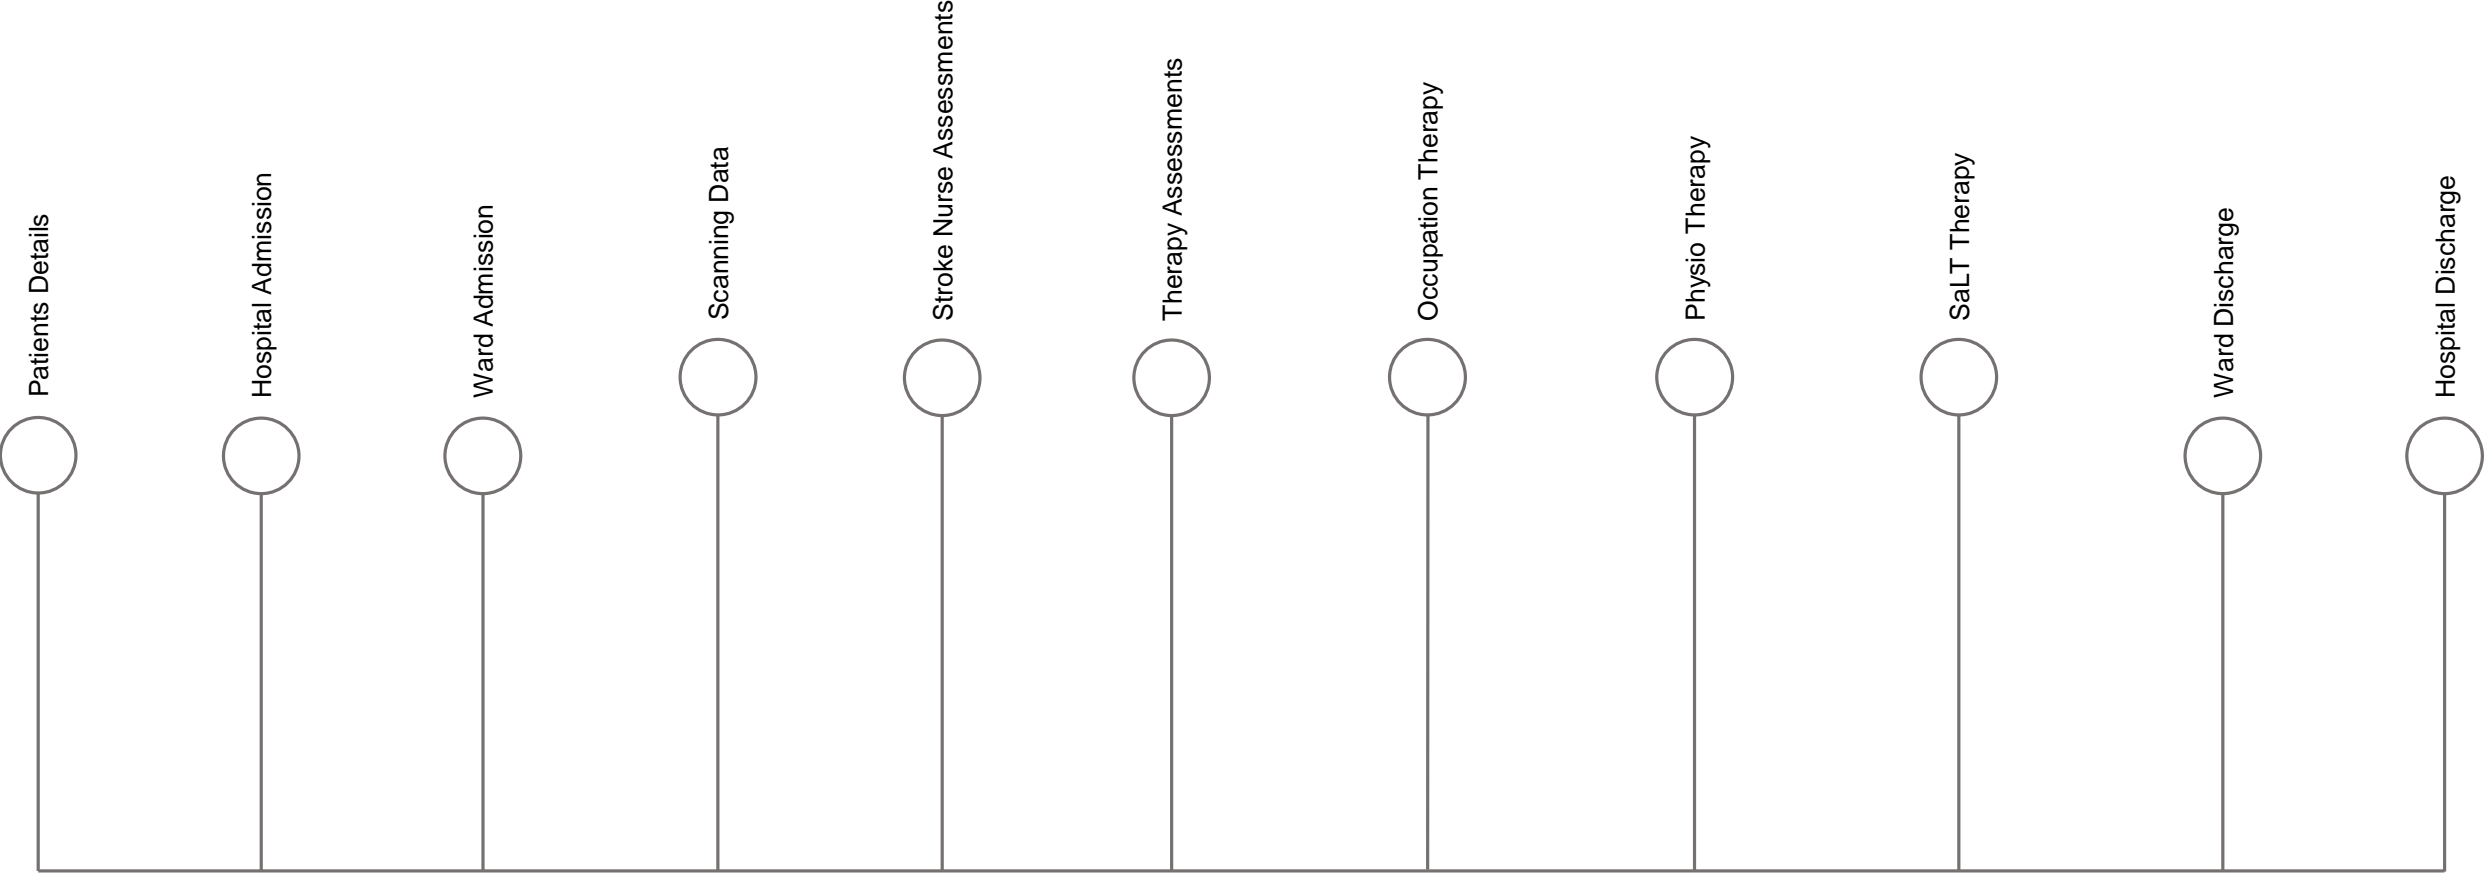 Patients Details
Hospital Admission
Ward Admission
Scanning Data
Stroke Nurse Assessments
Therapy Assessments
Occupation Therapy
Physio Therapy
SaLT Therapy
Ward Discharge
Hospital Discharge